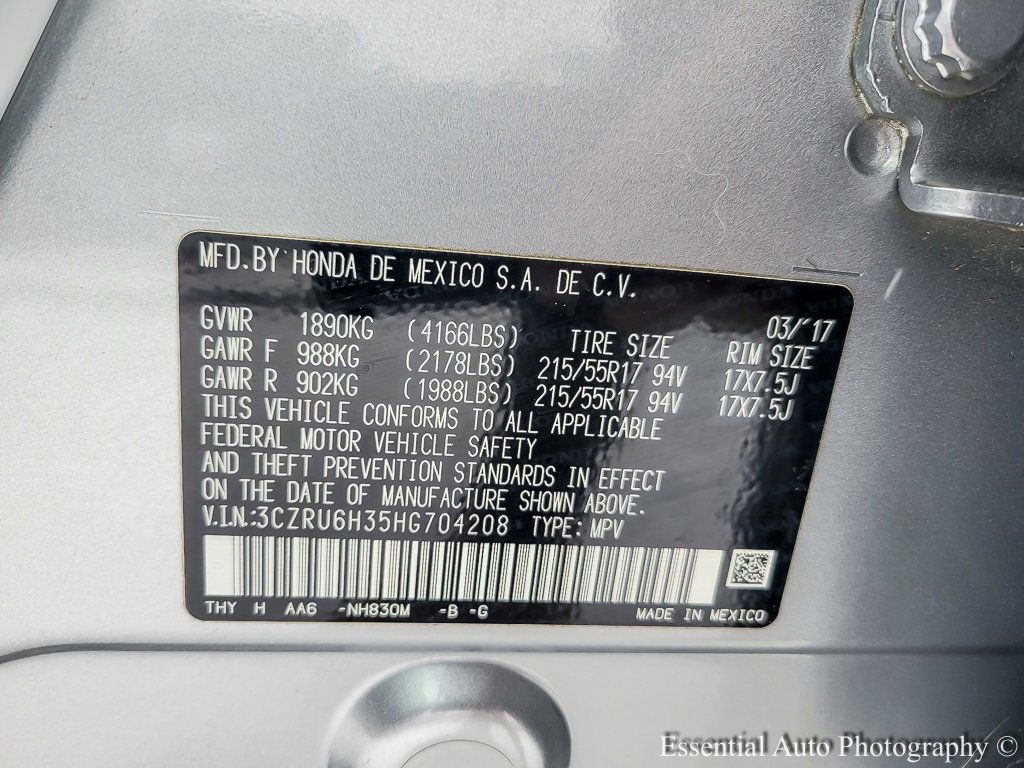 MFD. BY HONDA DE MEXICO S.A. DE C.V.
03/'17
GVWR 1890KG (4166LBS) TIRE SIZE RIM SIZE
GAWR F 988KG (2178LBS) 215/55R17 94V 17X7.5J
GAWR R 902KG (1988LBS) 215/55R17 94V 17X7.5J
THIS VEHICLE CONFORMS TO ALL APPLICABLE
FEDERAL MOTOR VEHICLE SAFETY
AND THEFT PREVENTION STANDARDS IN EFFECT
ON THE DATE OF MANUFACTURE SHOWN ABOVE.
V.I.N.:3CZRU6H35HG704208 TYPE: MPV
THY H AA6 -NH830M -B -G MADE IN MEXICO
Essential Auto Photography ©